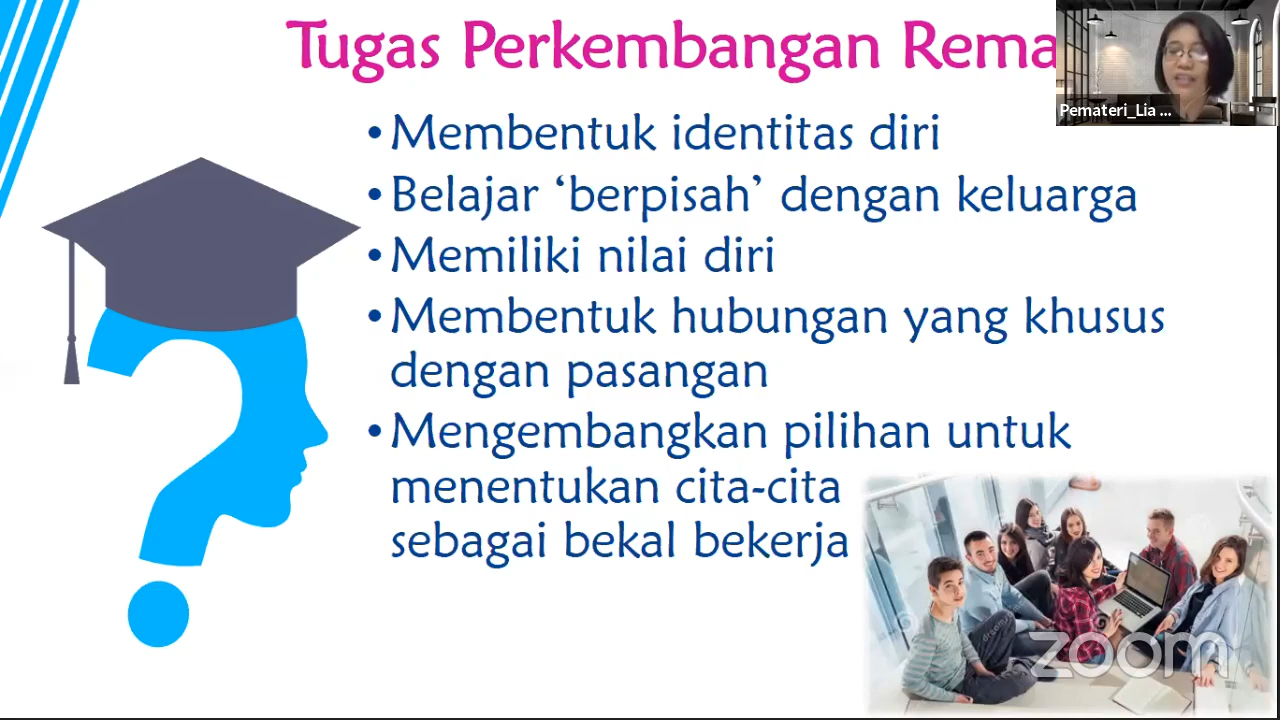 Tugas Perkembangan Rema
Pemateri_Lia ...
• Membentuk identitas diri
• Belajar ‘berpisah’ dengan keluarga
• Memiliki nilai diri
• Membentuk hubungan yang khusus
dengan pasangan
• Mengembangkan pilihan untuk
menentukan cita-cita
sebagai bekal bekerja
zoom